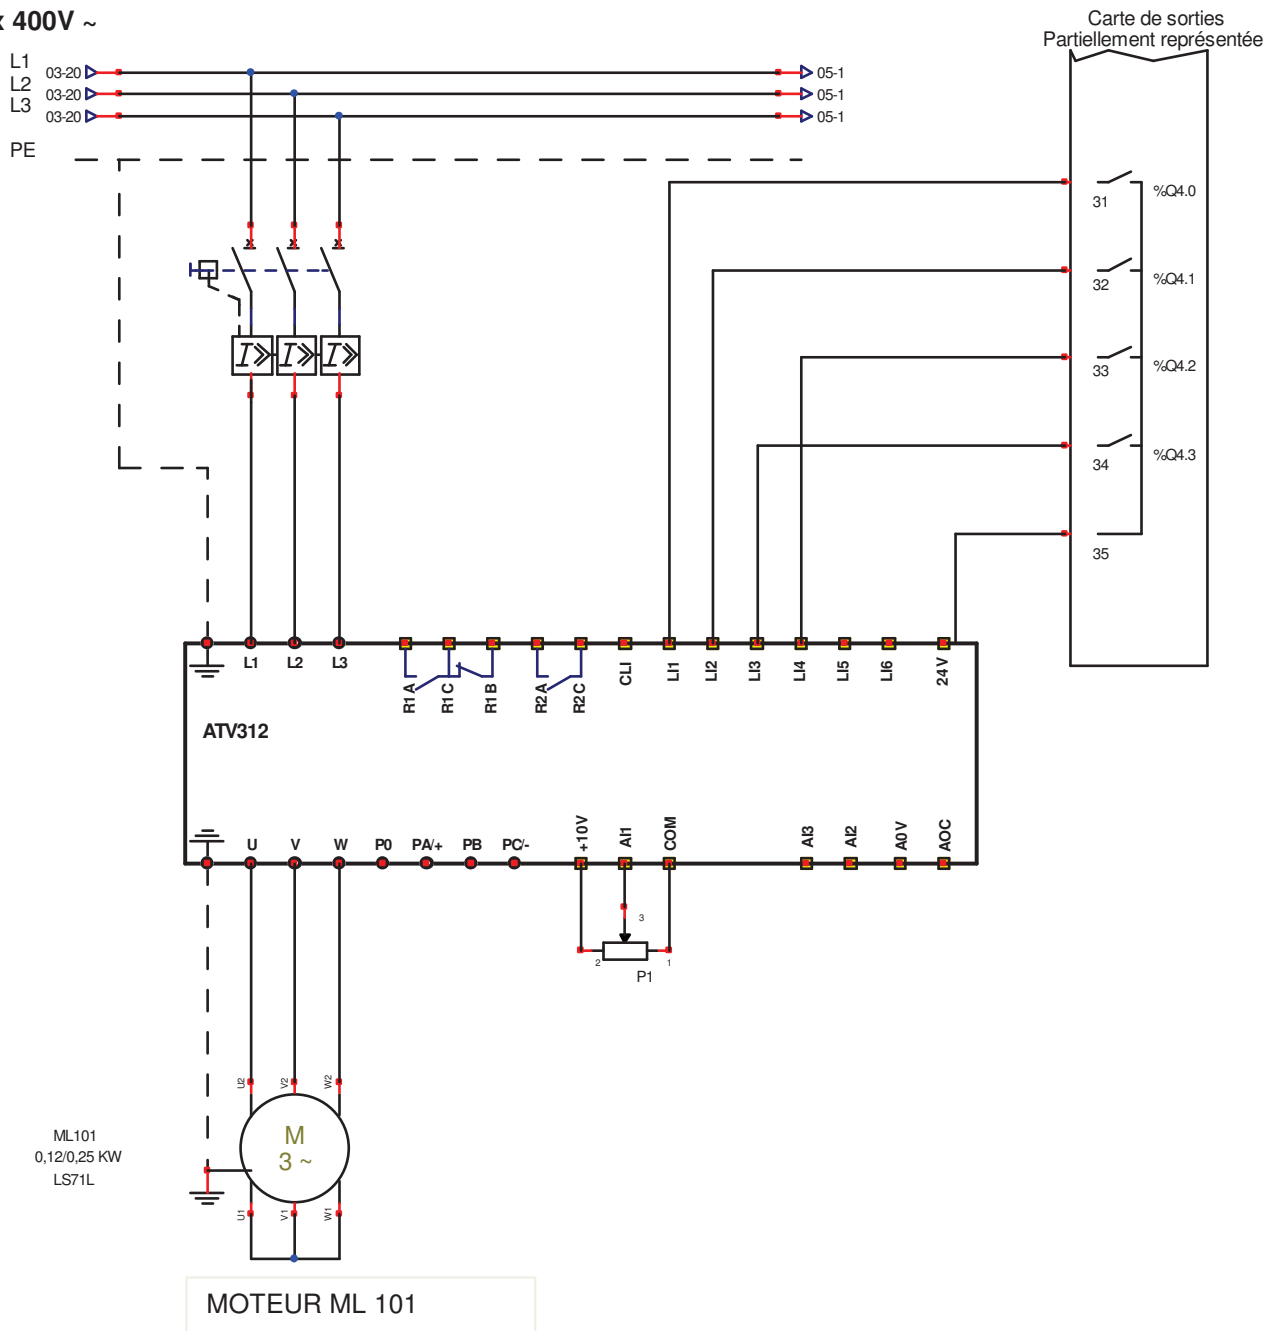 x 400V ~
Carte de sorties
Partiellement représentée
L1 03-20 05-1
L2 03-20 05-1
L3 03-20 05-1
PE
31 %Q4.0
32 %Q4.1
33 %Q4.2
34 %Q4.3
35
I I I
L1 L2 L3 R1A R1C R1B R2A R2C CLI LI1 LI2 LI3 LI4 LI5 LI6 24V
ATV312
U V W P0 PA/+ PB PC/- +10V AI1 COM AI3 AI2 A0V AOC
3
2 1
P1
U2 V2 W2
M
3 ~
ML101
0,12/0,25 KW
LS71L
U1 V1 W1
MOTEUR ML 101